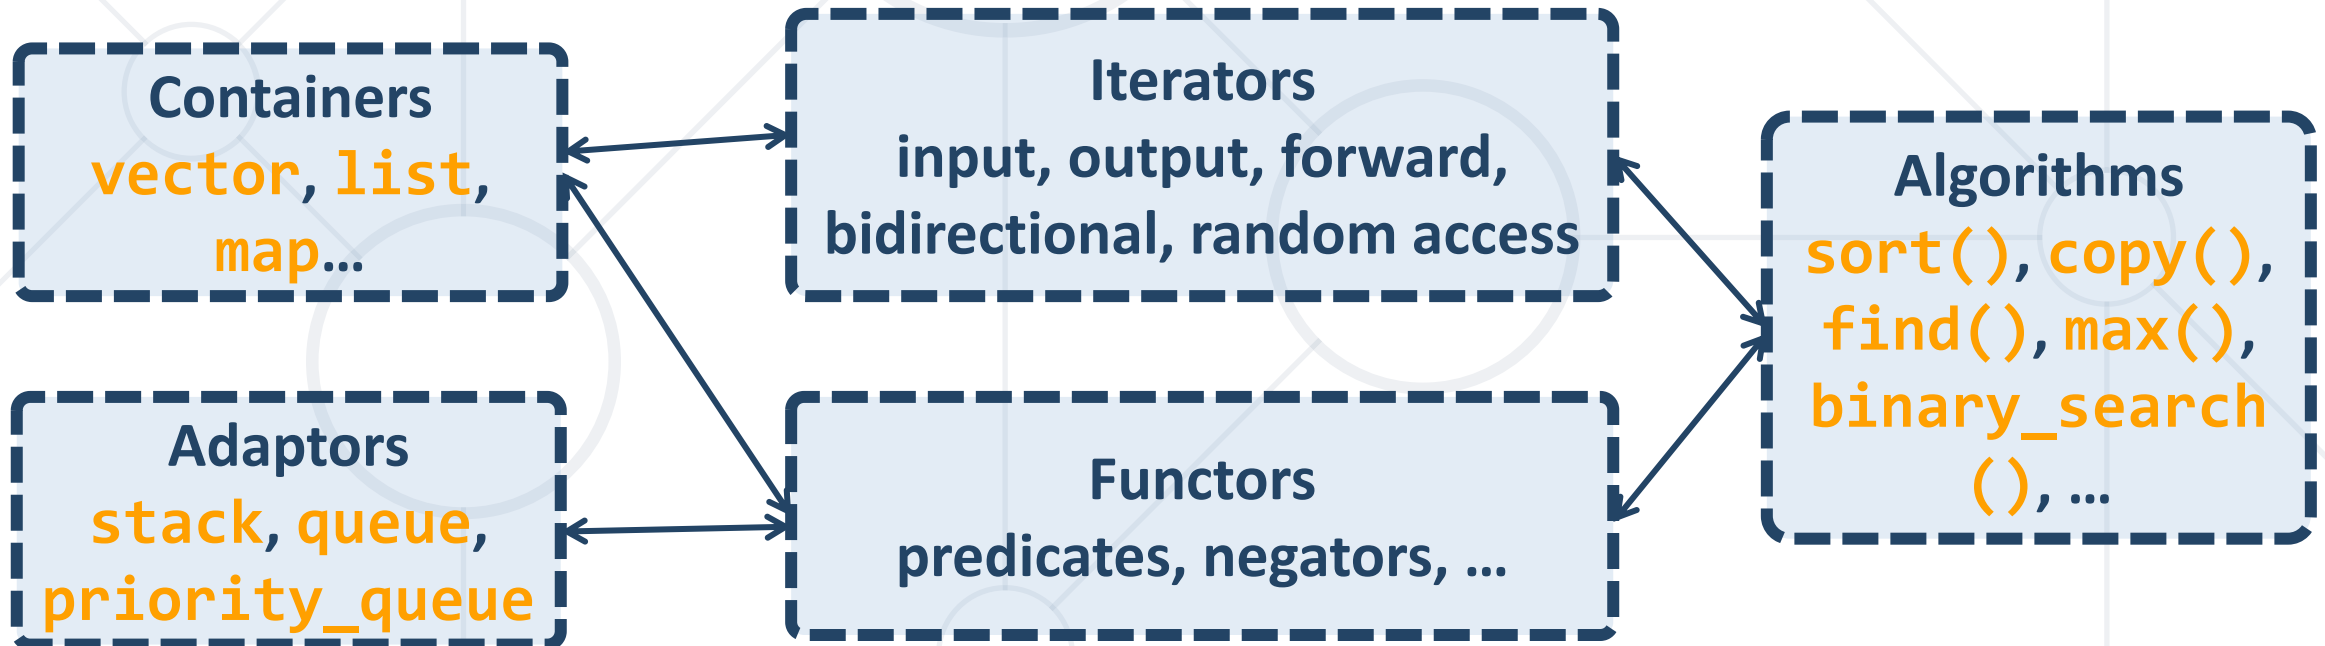 Containers
vector, list,
map…
Iterators
input, output, forward,
bidirectional, random access
Algorithms
sort(), copy(),
find(), max(),
binary_search
(), …
Adaptors
stack, queue,
priority_queue
Functors
predicates, negators, …